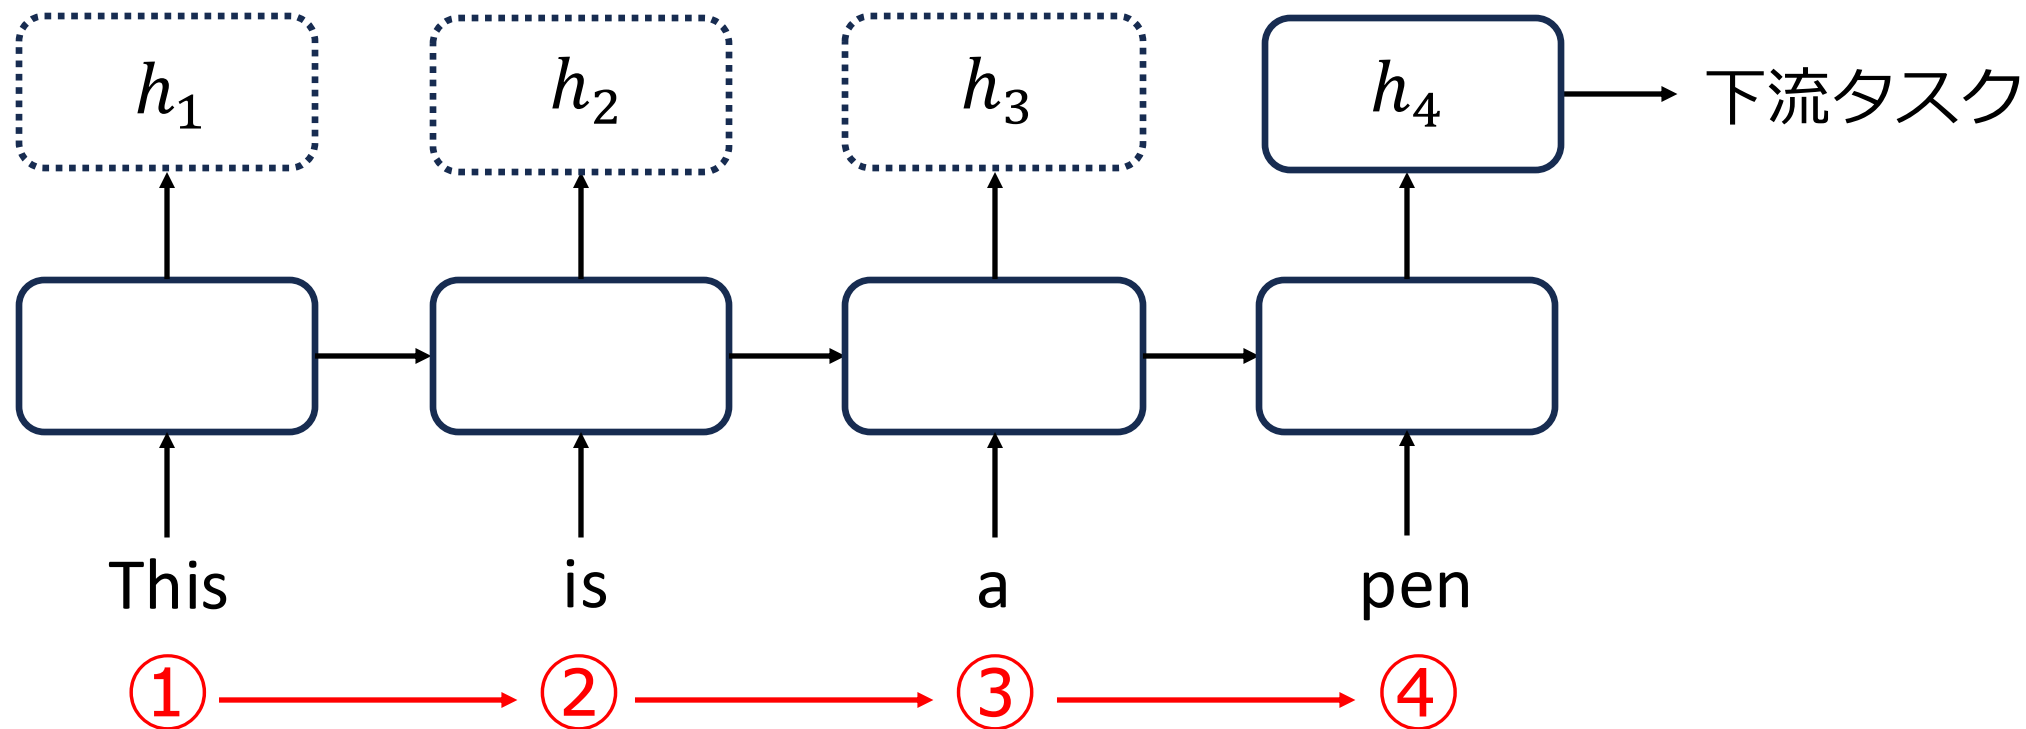 h₁ h₂ h₃ h₄ 下流タスク
This is a pen
① ② ③ ④